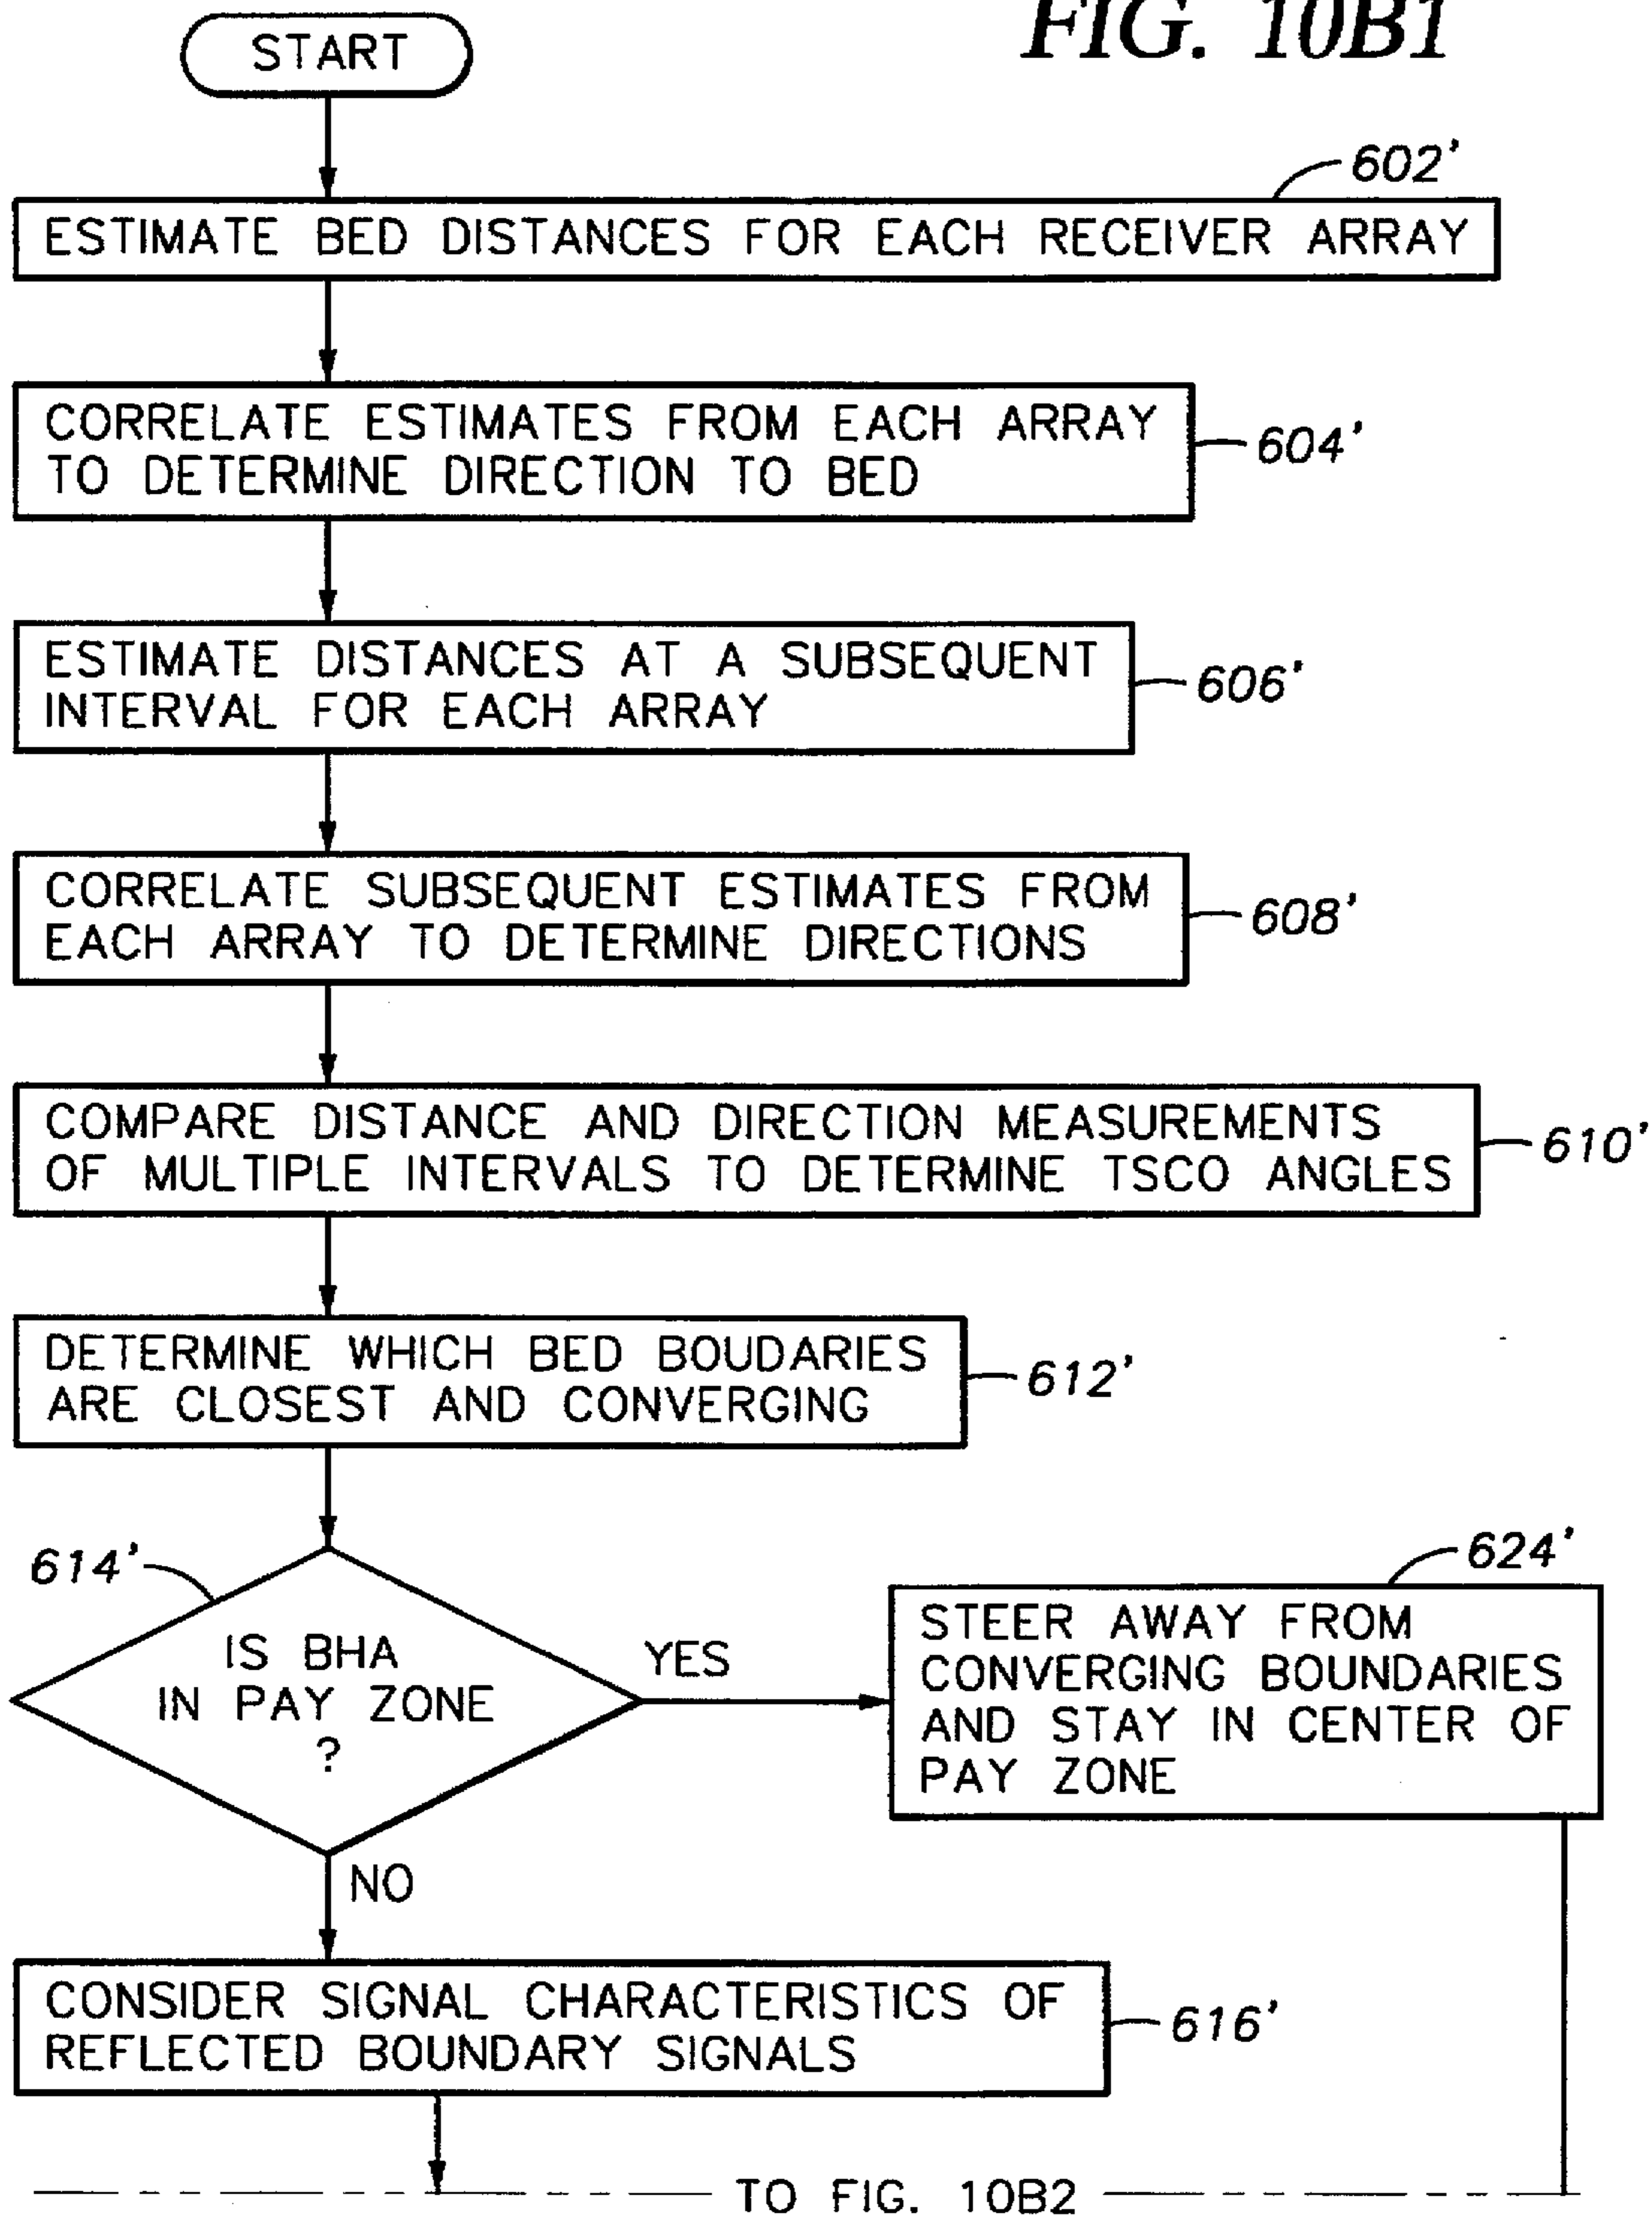 FIG. 10B1
START
602'
ESTIMATE BED DISTANCES FOR EACH RECEIVER ARRAY
CORRELATE ESTIMATES FROM EACH ARRAY
TO DETERMINE DIRECTION TO BED
604'
ESTIMATE DISTANCES AT A SUBSEQUENT
INTERVAL FOR EACH ARRAY
606'
CORRELATE SUBSEQUENT ESTIMATES FROM
EACH ARRAY TO DETERMINE DIRECTIONS
608'
COMPARE DISTANCE AND DIRECTION MEASUREMENTS
OF MULTIPLE INTERVALS TO DETERMINE TSCO ANGLES
610'
DETERMINE WHICH BED BOUDARIES
ARE CLOSEST AND CONVERGING
612'
614'
IS BHA
IN PAY ZONE
?
YES
624'
STEER AWAY FROM
CONVERGING BOUNDARIES
AND STAY IN CENTER OF
PAY ZONE
NO
CONSIDER SIGNAL CHARACTERISTICS OF
REFLECTED BOUNDARY SIGNALS
616'
TO FIG. 10B2